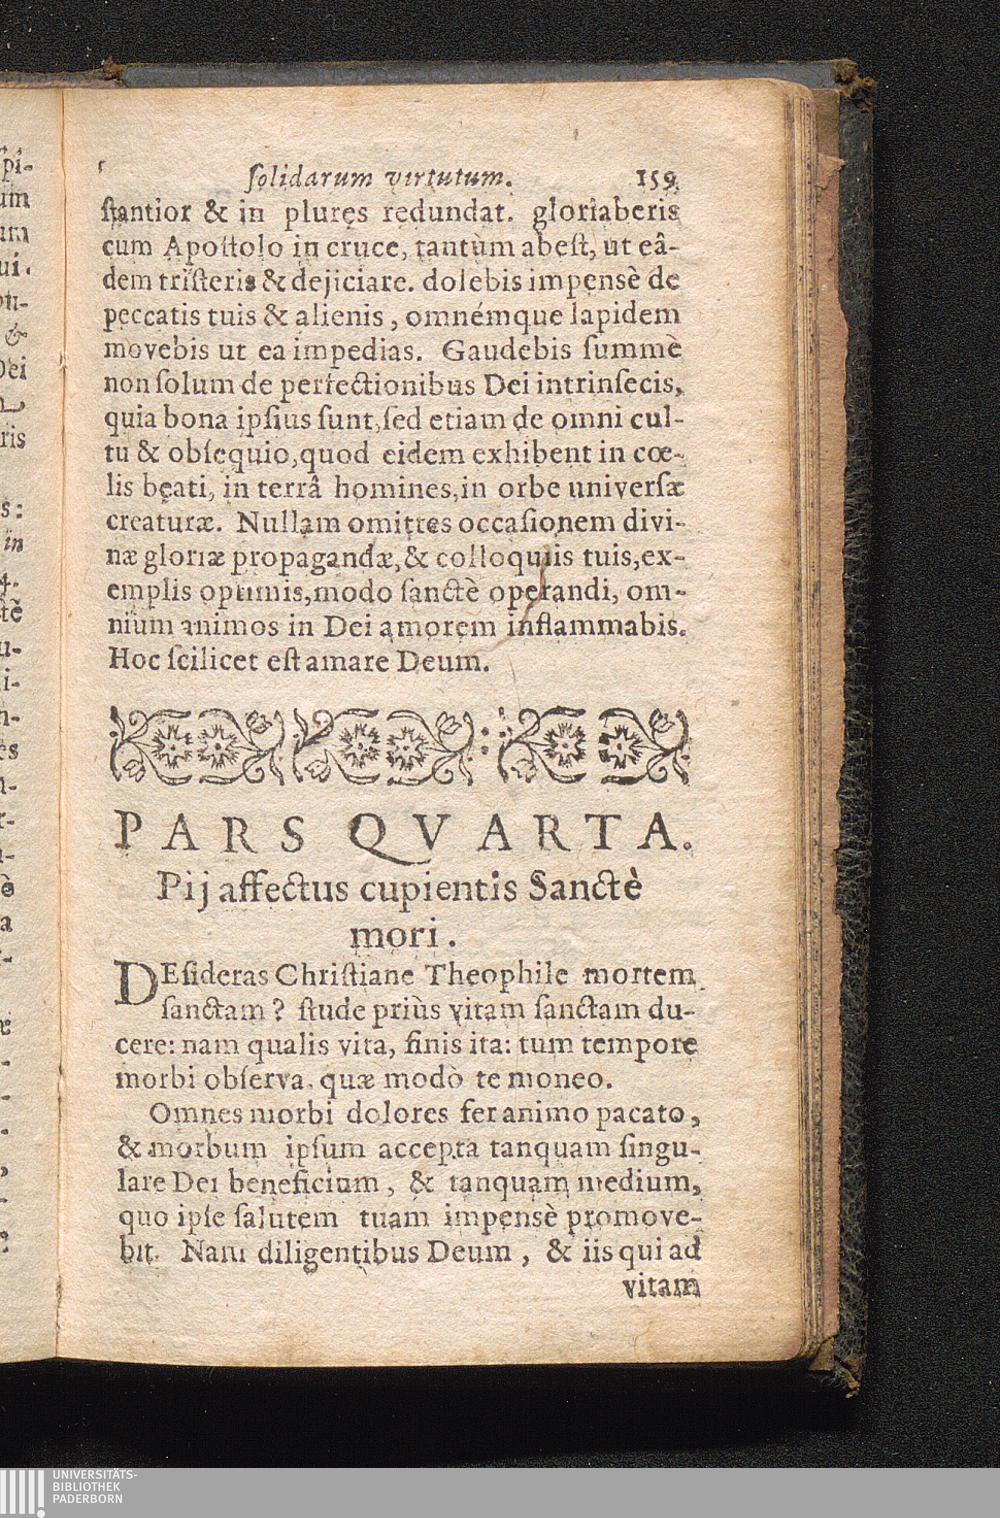 solidarum virtutum. 159.
stantior & in plures redundat. gloriaberis
cum Apostolo in cruce, tantùm abest, ut eâ-
dem tristeris & dejiciare. dolebis impensè de
peccatis tuis & alienis, omnémque lapidem
movebis ut ea impedias. Gaudebis summè
non solum de perfectionibus Dei intrinsecis,
quia bona ipsius sunt, sed etiam de omni cul-
tu & obsequio, quod eidem exhibent in cœ-
lis beati, in terrâ homines, in orbe universæ
creaturæ. Nullam omittes occasionem divi-
næ gloriæ propagandæ, & colloquiis tuis, ex-
emplis optimis, modo sanctè operandi, om-
nium animos in Dei amorem inflammabis.
Hoc scilicet est amare Deum.
PARS QVARTA.
Pij affectus cupientis Sanctè
mori.
DEsideras Christiane Theophile mortem
sanctam? stude priùs vitam sanctam du-
cere: nam qualis vita, finis ita: tum tempore
morbi observa, quæ modò te moneo.
Omnes morbi dolores fer animo pacato,
& morbum ipsum accepta tanquam singu-
lare Dei beneficium, & tanquam medium,
quo ipse salutem tuam impensè promove-
bit. Nam diligentibus Deum, & iis qui ad
vitam
UNIVERSITÄTS-
BIBLIOTHEK
PADERBORN